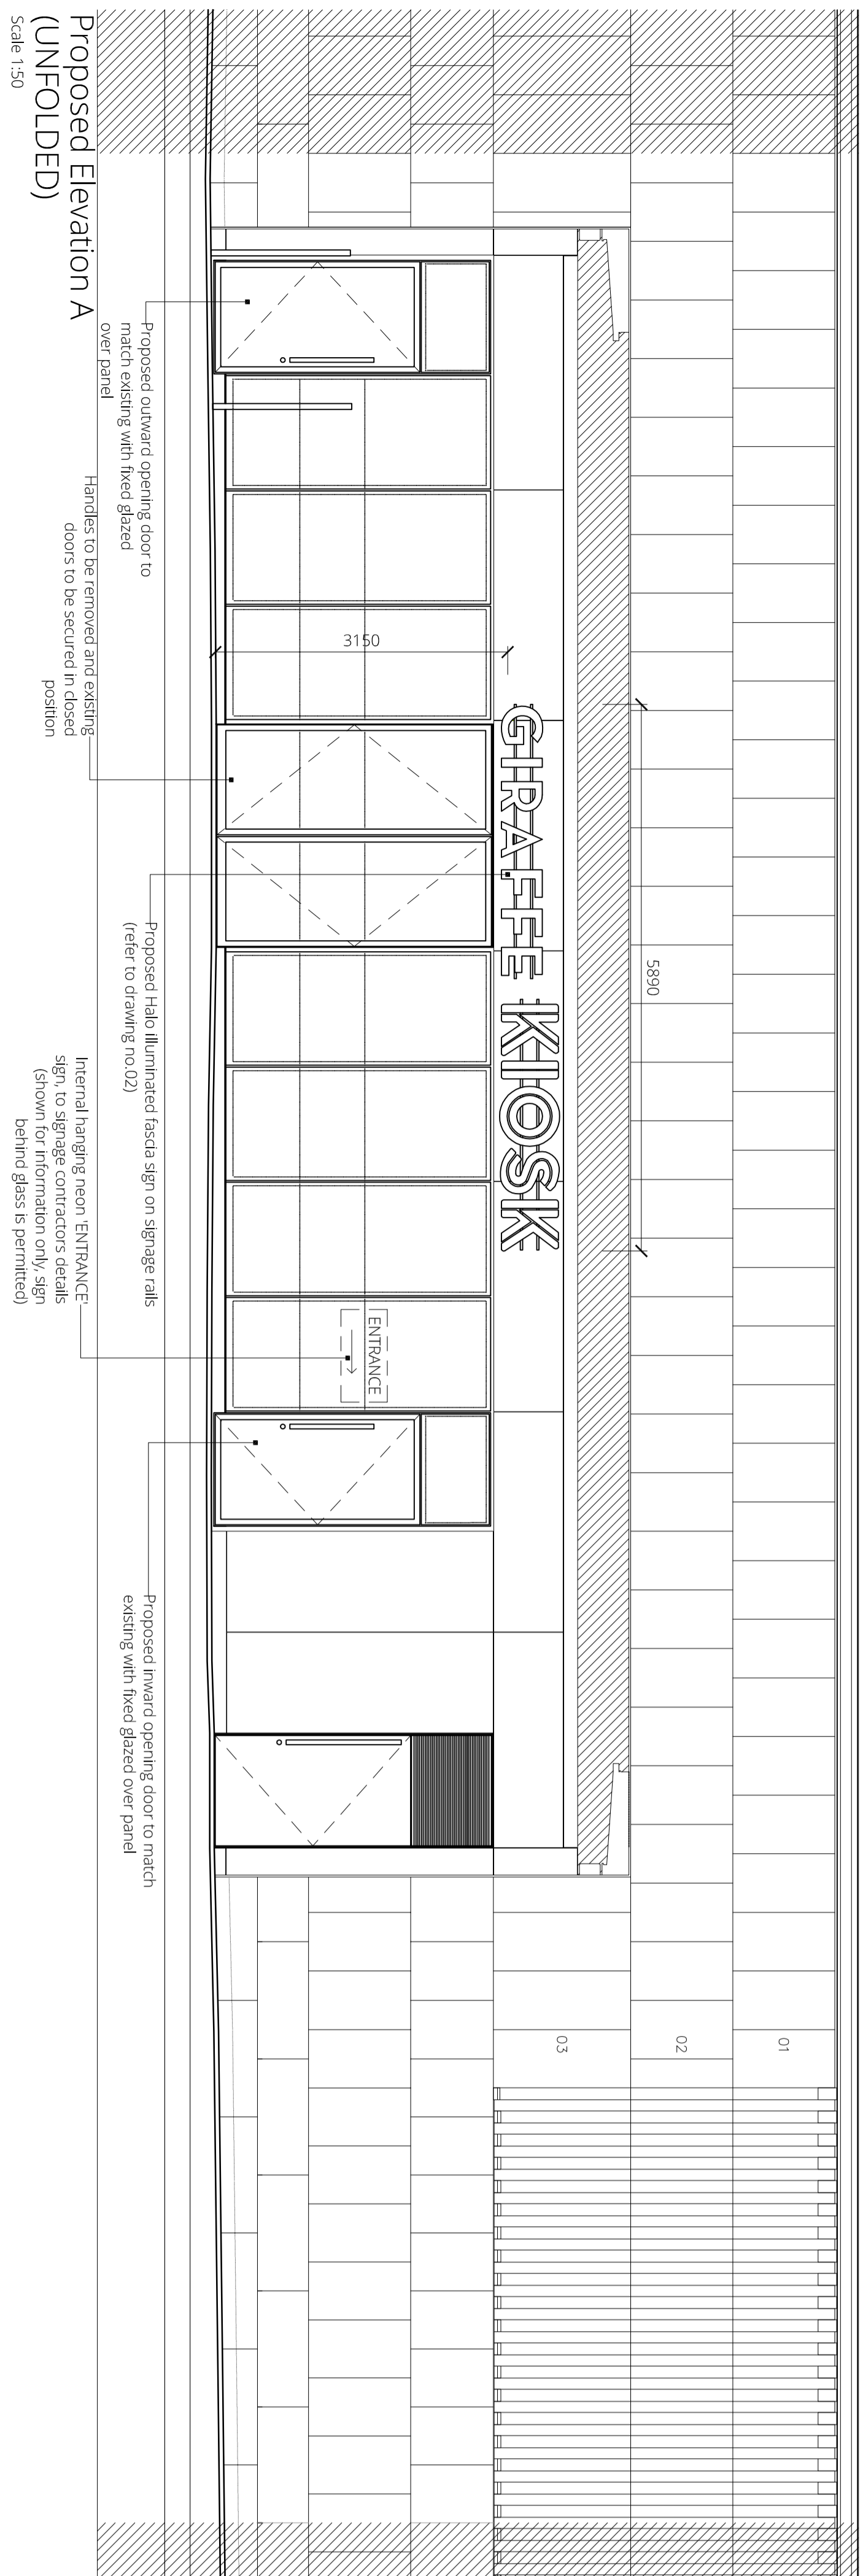 01
02
03
5890
GIRAFFE KIOSK
3150
ENTRANCE
Proposed outward opening door to
match existing with fixed glazed
over panel
Handles to be removed and existing
doors to be secured in closed
position
Proposed Halo illuminated fascia sign on signage rails
(refer to drawing no.02)
Internal hanging neon 'ENTRANCE'
sign, to signage contractors details
(shown for information only, sign
behind glass is permitted)
Proposed inward opening door to match
existing with fixed glazed over panel
Proposed Elevation A
(UNFOLDED)
Scale 1:50